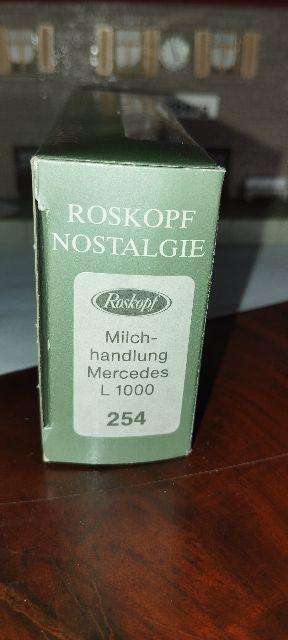 ROSKOPF
NOSTALGIE
Roskopf
Milch-
handlung
Mercedes
L 1000
254